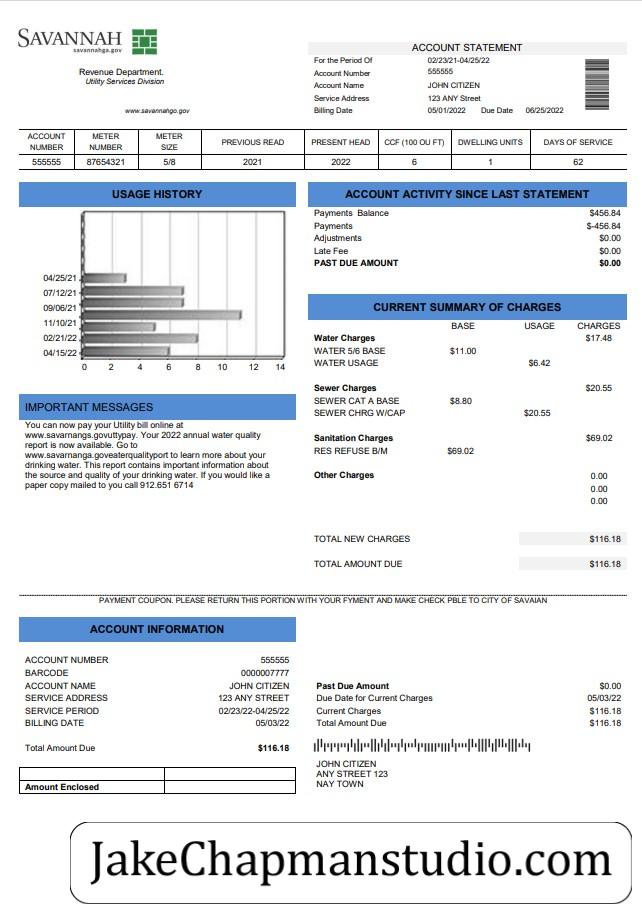 SAVANNAH
savannahga.gov
Revenue Department.
Utility Services Division
www.savannahgo.gov
ACCOUNT STATEMENT
For the Period Of 02/23/21-04/25/22
Account Number 555555
Account Name JOHN CITIZEN
Service Address 123 ANY Street
Billing Date 05/01/2022 Due Date 06/25/2022
ACCOUNT NUMBER METER NUMBER METER SIZE PREVIOUS READ PRESENT HEAD CCF (100 OU FT) DWELLING UNITS DAYS OF SERVICE
555555 87654321 5/8 2021 2022 6 1 62
USAGE HISTORY
04/25/21
07/12/21
09/06/21
11/10/21
02/21/22
04/15/22
0 2 4 6 8 10 12 14
IMPORTANT MESSAGES
You can now pay your Utility bill online at
www.savarnangs.govuttypay. Your 2022 annual water quality
report is now available. Go to
www.savarnanga.goveaterqualityport to learn more about your
drinking water. This report contains important information about
the source and quality of your drinking water. If you would like a
paper copy mailed to you call 912.651 6714
ACCOUNT ACTIVITY SINCE LAST STATEMENT
Payments Balance $456.84
Payments $-456.84
Adjustments $0.00
Late Fee $0.00
PAST DUE AMOUNT $0.00
CURRENT SUMMARY OF CHARGES
BASE USAGE CHARGES
Water Charges $17.48
WATER 5/6 BASE $11.00
WATER USAGE $6.42
Sewer Charges $20.55
SEWER CAT A BASE $8.80
SEWER CHRG W/CAP $20.55
Sanitation Charges $69.02
RES REFUSE B/M $69.02
Other Charges 0.00
0.00
0.00
TOTAL NEW CHARGES $116.18
TOTAL AMOUNT DUE $116.18
PAYMENT COUPON. PLEASE RETURN THIS PORTION WITH YOUR FYMENT AND MAKE CHECK PBLE TO CITY OF SAVAIAN
ACCOUNT INFORMATION
ACCOUNT NUMBER 555555
BARCODE 0000007777
ACCOUNT NAME JOHN CITIZEN
SERVICE ADDRESS 123 ANY STREET
SERVICE PERIOD 02/23/22-04/25/22
BILLING DATE 05/03/22
Total Amount Due $116.18
Amount Enclosed
Past Due Amount $0.00
Due Date for Current Charges 05/03/22
Current Charges $116.18
Total Amount Due $116.18
JOHN CITIZEN
ANY STREET 123
NAY TOWN
JakeChapmanstudio.com